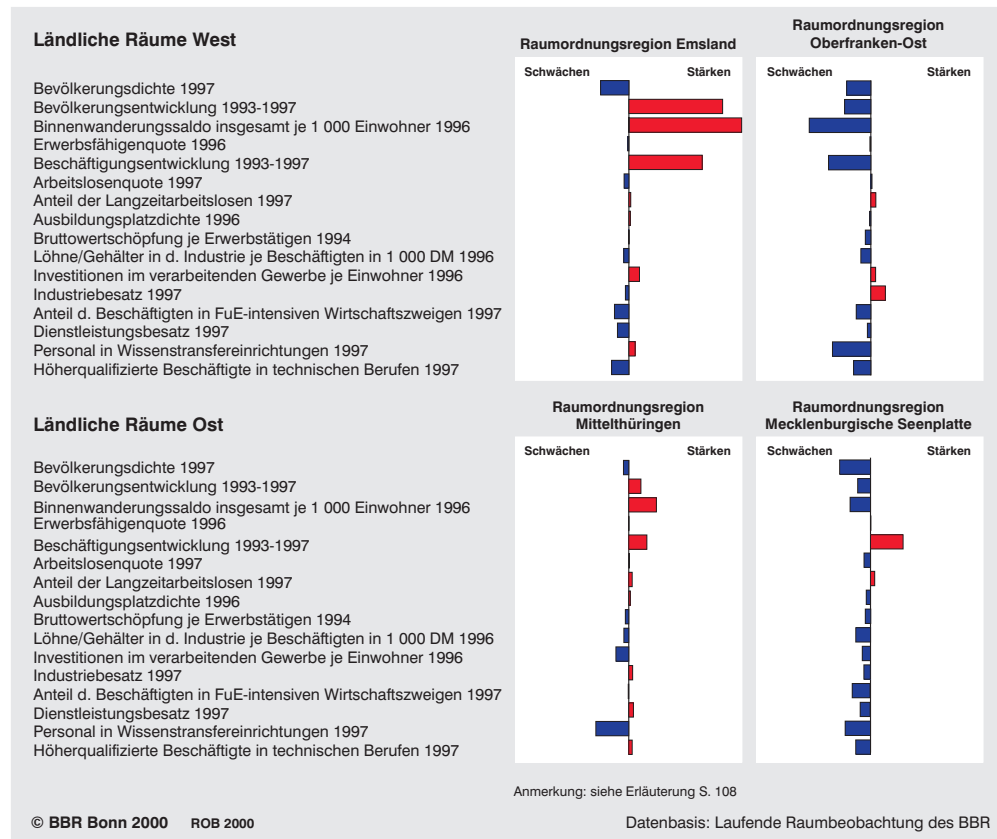 Ländliche Räume West
Raumordnungsregion Emsland
Raumordnungsregion
Oberfranken-Ost
Schwächen Stärken
Schwächen Stärken
Bevölkerungsdichte 1997
Bevölkerungsentwicklung 1993-1997
Binnenwanderungssaldo insgesamt je 1 000 Einwohner 1996
Erwerbsfähigenquote 1996
Beschäftigungsentwicklung 1993-1997
Arbeitslosenquote 1997
Anteil der Langzeitarbeitslosen 1997
Ausbildungsplatzdichte 1996
Bruttowertschöpfung je Erwerbstätigen 1994
Löhne/Gehälter in d. Industrie je Beschäftigten in 1 000 DM 1996
Investitionen im verarbeitenden Gewerbe je Einwohner 1996
Industriebesatz 1997
Anteil d. Beschäftigten in FuE-intensiven Wirtschaftszweigen 1997
Dienstleistungsbesatz 1997
Personal in Wissenstransfereinrichtungen 1997
Höherqualifizierte Beschäftigte in technischen Berufen 1997
Ländliche Räume Ost
Raumordnungsregion
Mittelthüringen
Raumordnungsregion
Mecklenburgische Seenplatte
Schwächen Stärken
Schwächen Stärken
Bevölkerungsdichte 1997
Bevölkerungsentwicklung 1993-1997
Binnenwanderungssaldo insgesamt je 1 000 Einwohner 1996
Erwerbsfähigenquote 1996
Beschäftigungsentwicklung 1993-1997
Arbeitslosenquote 1997
Anteil der Langzeitarbeitslosen 1997
Ausbildungsplatzdichte 1996
Bruttowertschöpfung je Erwerbstätigen 1994
Löhne/Gehälter in d. Industrie je Beschäftigten in 1 000 DM 1996
Investitionen im verarbeitenden Gewerbe je Einwohner 1996
Industriebesatz 1997
Anteil d. Beschäftigten in FuE-intensiven Wirtschaftszweigen 1997
Dienstleistungsbesatz 1997
Personal in Wissenstransfereinrichtungen 1997
Höherqualifizierte Beschäftigte in technischen Berufen 1997
Anmerkung: siehe Erläuterung S. 108
© BBR Bonn 2000 ROB 2000
Datenbasis: Laufende Raumbeobachtung des BBR